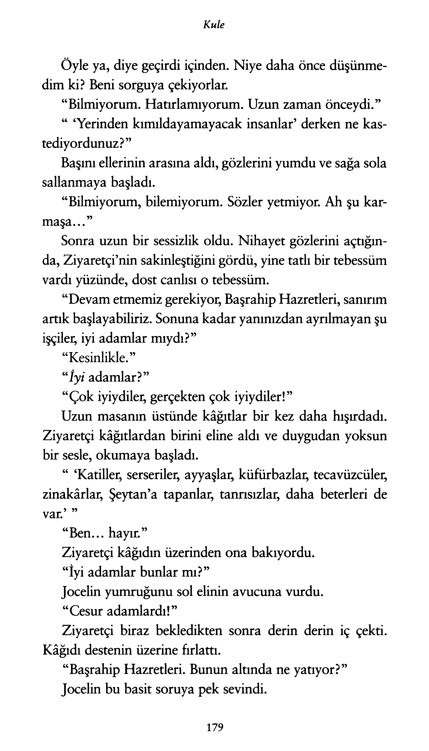 Kule
Öyle ya, diye geçirdi içinden. Niye daha önce düşünme-
dim ki? Beni sorguya çekiyorlar.
“Bilmiyorum. Hatırlamıyorum. Uzun zaman önceydi.”
“ ‘Yerinden kımıldayamayacak insanlar’ derken ne kas-
tediyordunuz?”
Başını ellerinin arasına aldı, gözlerini yumdu ve sağa sola
sallanmaya başladı.
“Bilmiyorum, bilemiyorum. Sözler yetmiyor. Ah şu kar-
maşa...”
Sonra uzun bir sessizlik oldu. Nihayet gözlerini açtığın-
da, Ziyaretçi’nin sakinleştiğini gördü, yine tatlı bir tebessüm
vardı yüzünde, dost canlısı o tebessüm.
“Devam etmemiz gerekiyor, Başrahip Hazretleri, sanırım
artık başlayabiliriz. Sonuna kadar yanınızdan ayrılmayan şu
işçiler, iyi adamlar mıydı?”
“Kesinlikle.”
“İyi adamlar?”
“Çok iyiydiler, gerçekten çok iyiydiler!”
Uzun masanın üstünde kâğıtlar bir kez daha hışırdadı.
Ziyaretçi kâğıtlardan birini eline aldı ve duygudan yoksun
bir sesle, okumaya başladı.
“ ‘Katiller, serseriler, ayyaşlar, küfürbazlar, tecavüzcüler,
zinakârlar, Şeytan’a tapanlar, tanrısızlar, daha beterleri de
var.’ ”
“Ben... hayır.”
Ziyaretçi kâğıdın üzerinden ona bakıyordu.
“İyi adamlar bunlar mı?”
Jocelin yumruğunu sol elinin avucuna vurdu.
“Cesur adamlardı!”
Ziyaretçi biraz bekledikten sonra derin derin iç çekti.
Kâğıdı destenin üzerine fırlattı.
“Başrahip Hazretleri. Bunun altında ne yatıyor?”
Jocelin bu basit soruya pek sevindi.
179